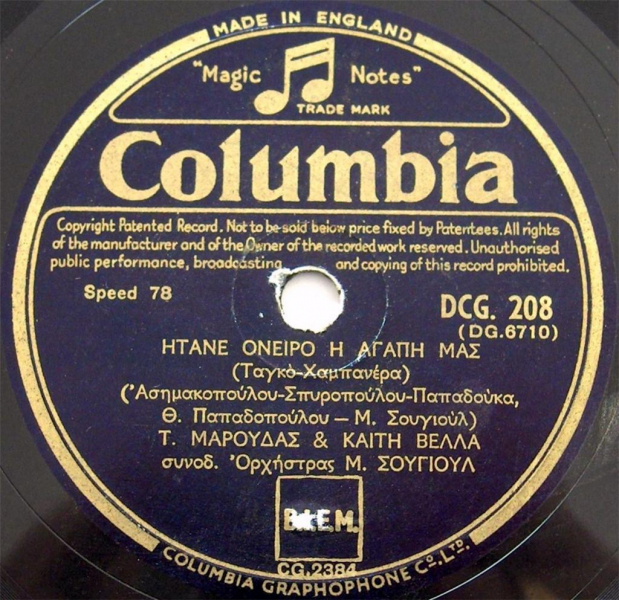 MADE IN ENGLAND
"Magic Notes"
TRADE MARK
Columbia
Copyright Patented Record. Not to be sold below price fixed by Patentees. All rights
of the manufacturer and of the Owner of the recorded work reserved. Unauthorised
public performance, broadcasting and copying of this record prohibited.
Speed 78
DCG. 208
(DG.6710)
ΗΤΑΝΕ ΟΝΕΙΡΟ Η ΑΓΑΠΗ ΜΑΣ
(Ταγκὸ-Χαμπανέρα)
(Ἀσημακοπούλου-Σπυροπούλου-Παπαδούκα,
Θ. Παπαδοπούλου – Μ. Σουγιούλ)
Τ. ΜΑΡΟΥΔΑΣ & ΚΑΙΤΗ ΒΕΛΛΑ
συνοδ. Ὀρχήστρας Μ. ΣΟΥΓΙΟΥΛ
CG.2384
COLUMBIA GRAPHOPHONE CO. LTD.